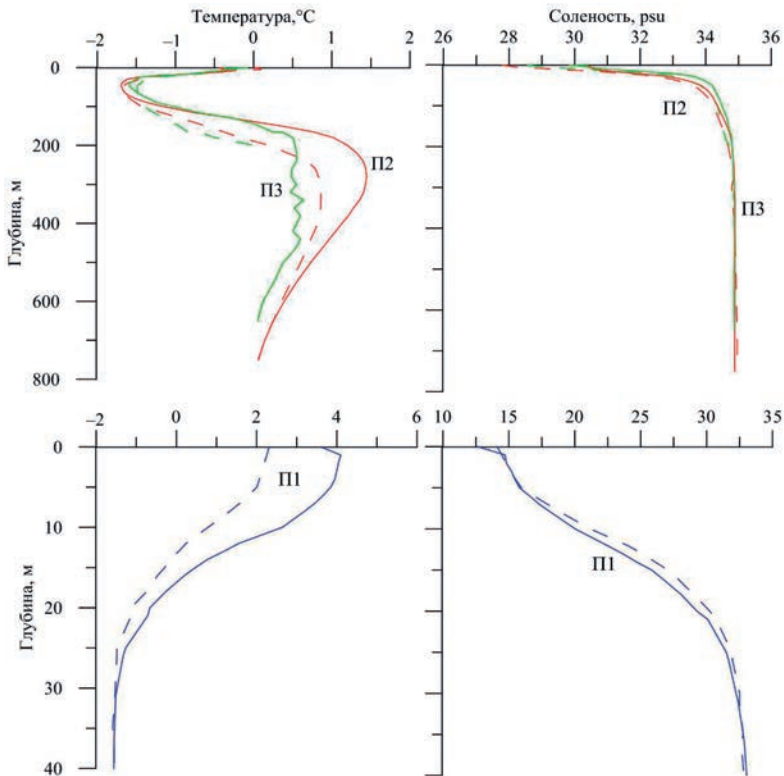 Температура,°C
Соленость, psu
−2 −1 0 1 2
26 28 30 32 34 36
0
200
400
600
800
Глубина, м
П2
П3
П2
П3
−2 0 2 4 6
10 15 20 25 30 35
0
10
20
30
40
Глубина, м
П1
П1